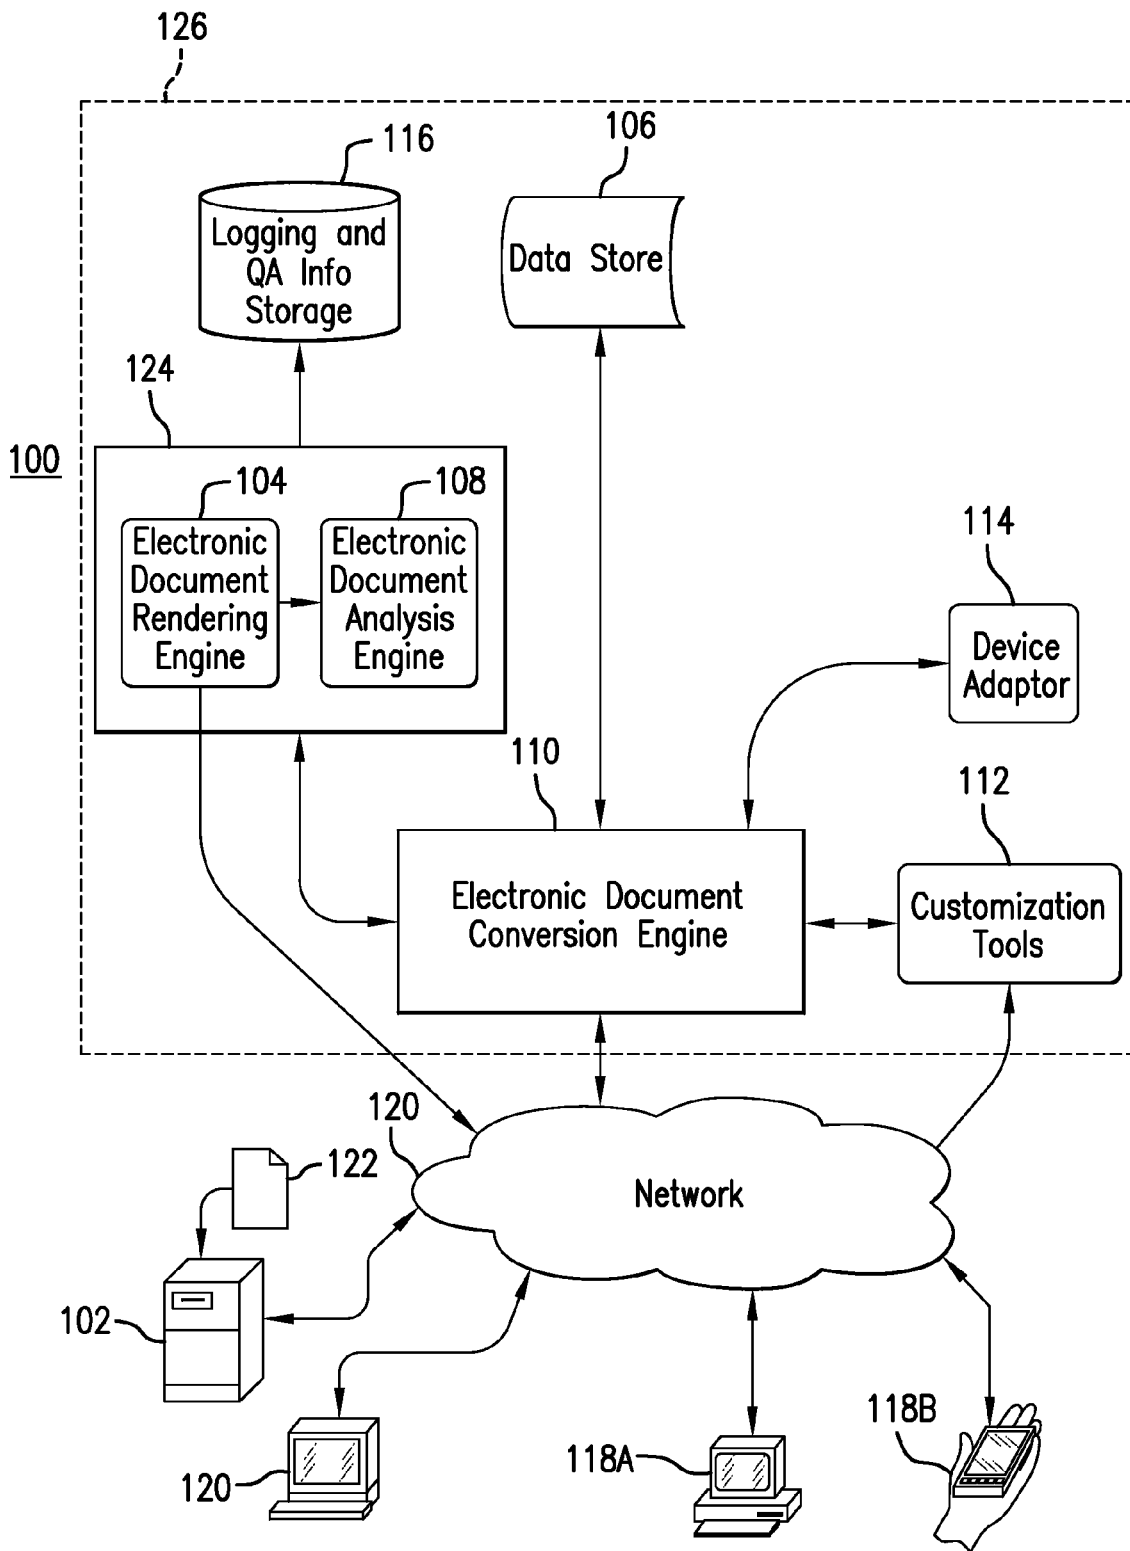 126
116
106
Logging and
QA Info
Storage
Data Store
124
100
104
108
Electronic
Document
Rendering
Engine
Electronic
Document
Analysis
Engine
114
Device
Adaptor
110
112
Electronic Document
Conversion Engine
Customization
Tools
120
122
Network
102
120
118A
118B